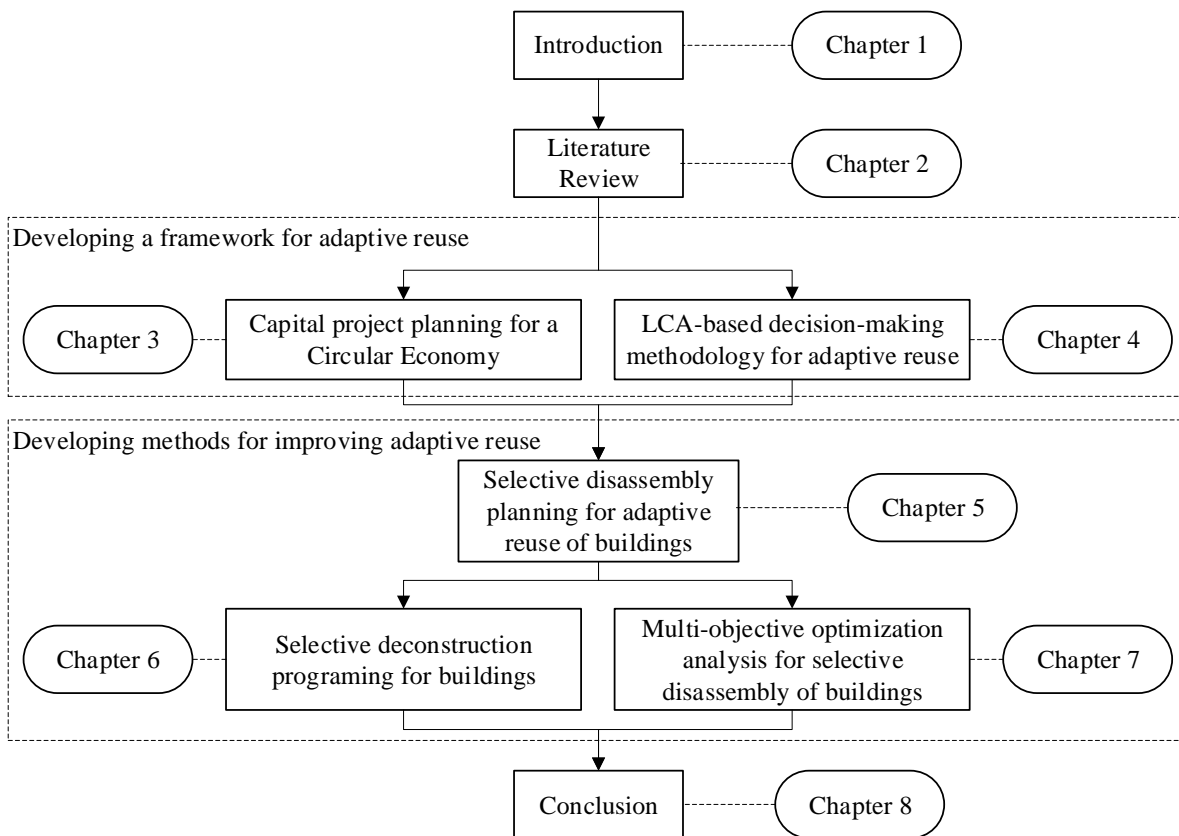 Introduction
Chapter 1
Literature
Review
Chapter 2
Developing a framework for adaptive reuse
Chapter 3
Capital project planning for a
Circular Economy
LCA-based decision-making
methodology for adaptive reuse
Chapter 4
Developing methods for improving adaptive reuse
Selective disassembly
planning for adaptive
reuse of buildings
Chapter 5
Chapter 6
Selective deconstruction
programing for buildings
Multi-objective optimization
analysis for selective
disassembly of buildings
Chapter 7
Conclusion
Chapter 8